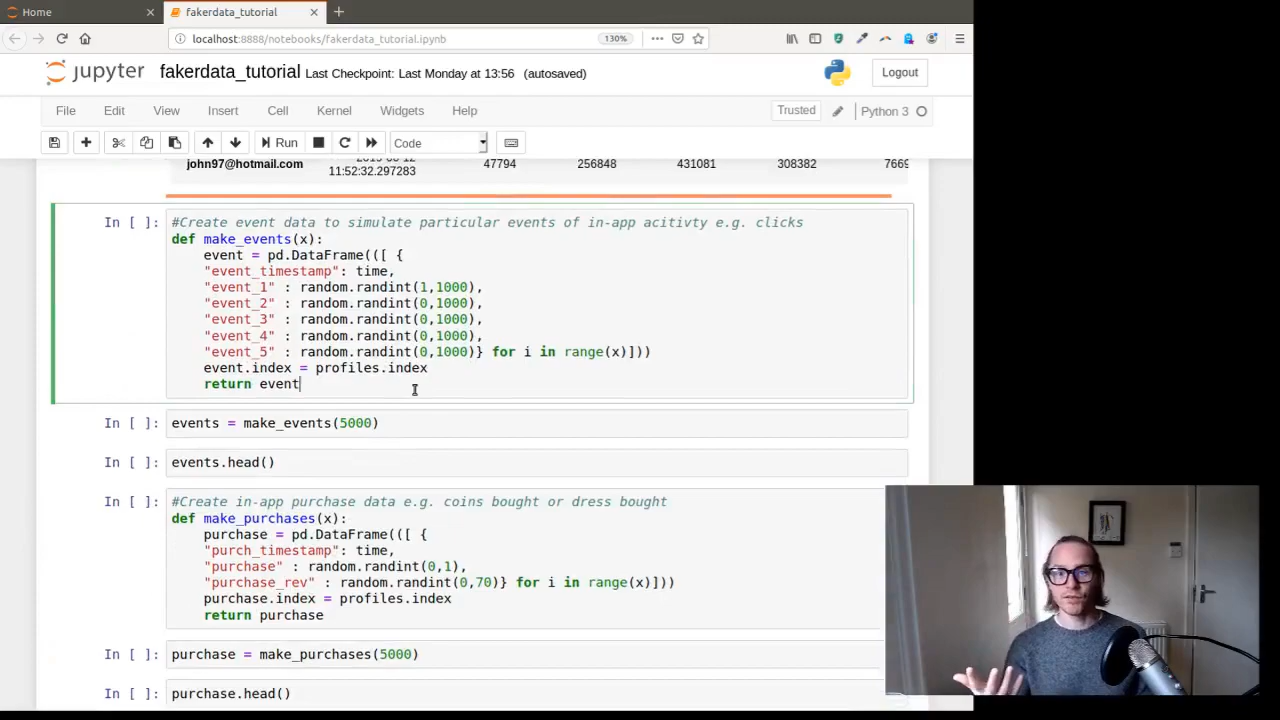 Home
fakerdata_tutorial
localhost:8888/notebooks/fakerdata_tutorial.ipynb
130%
jupyter fakerdata_tutorial Last Checkpoint: Last Monday at 13:56 (autosaved)
Logout
File Edit View Insert Cell Kernel Widgets Help
Trusted
Python 3
Run
Code
john97@hotmail.com
11:52:32.297283
47794 256848 431081 308382 7669
In [ ]:
#Create event data to simulate particular events of in-app acitivty e.g. clicks
def make_events(x):
event = pd.DataFrame(([ {
"event_timestamp": time,
"event_1" : random.randint(1,1000),
"event_2" : random.randint(0,1000),
"event_3" : random.randint(0,1000),
"event_4" : random.randint(0,1000),
"event_5" : random.randint(0,1000)} for i in range(x)]))
event.index = profiles.index
return event
In [ ]: events = make_events(5000)
In [ ]: events.head()
In [ ]:
#Create in-app purchase data e.g. coins bought or dress bought
def make_purchases(x):
purchase = pd.DataFrame(([ {
"purch_timestamp": time,
"purchase" : random.randint(0,1),
"purchase_rev" : random.randint(0,70)} for i in range(x)]))
purchase.index = profiles.index
return purchase
In [ ]: purchase = make_purchases(5000)
In [ ]: purchase.head()